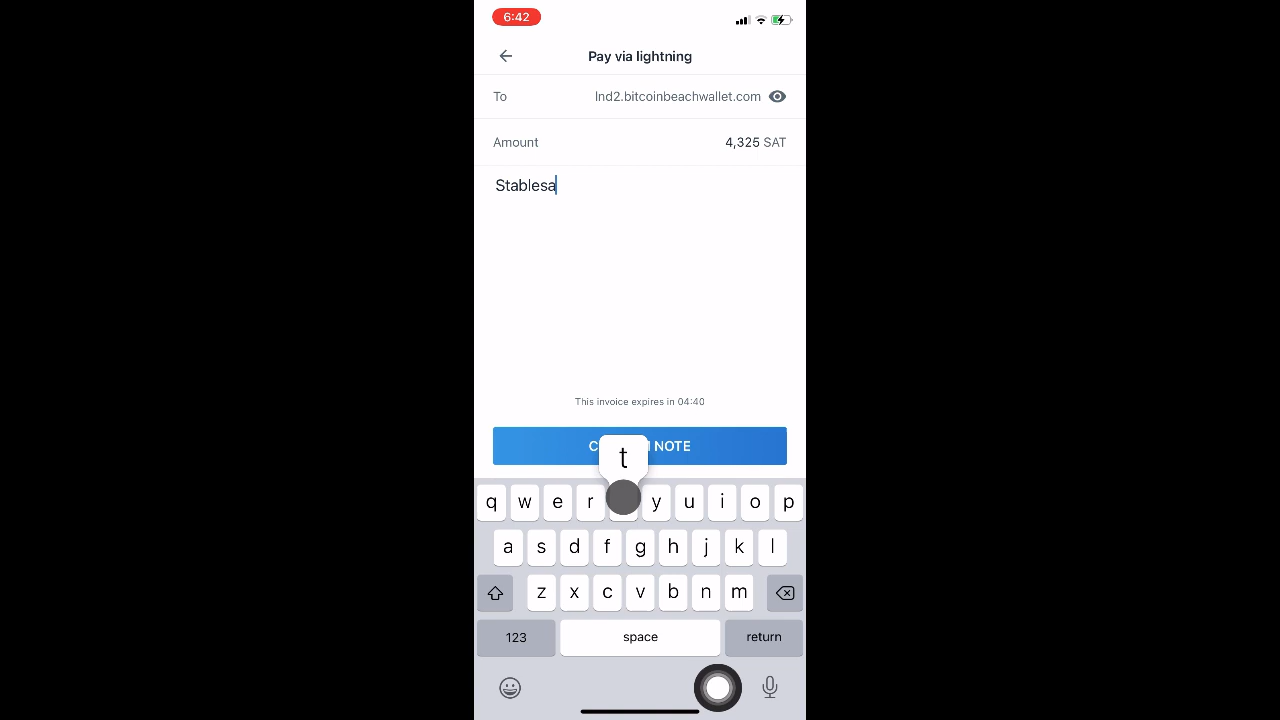 6:42
Pay via lightning
To lnd2.bitcoinbeachwallet.com
Amount 4,325 SAT
Stablesa
This invoice expires in 04:40
NOTE
t
q w e r y u i o p
a s d f g h j k l
z x c v b n m
123 space return